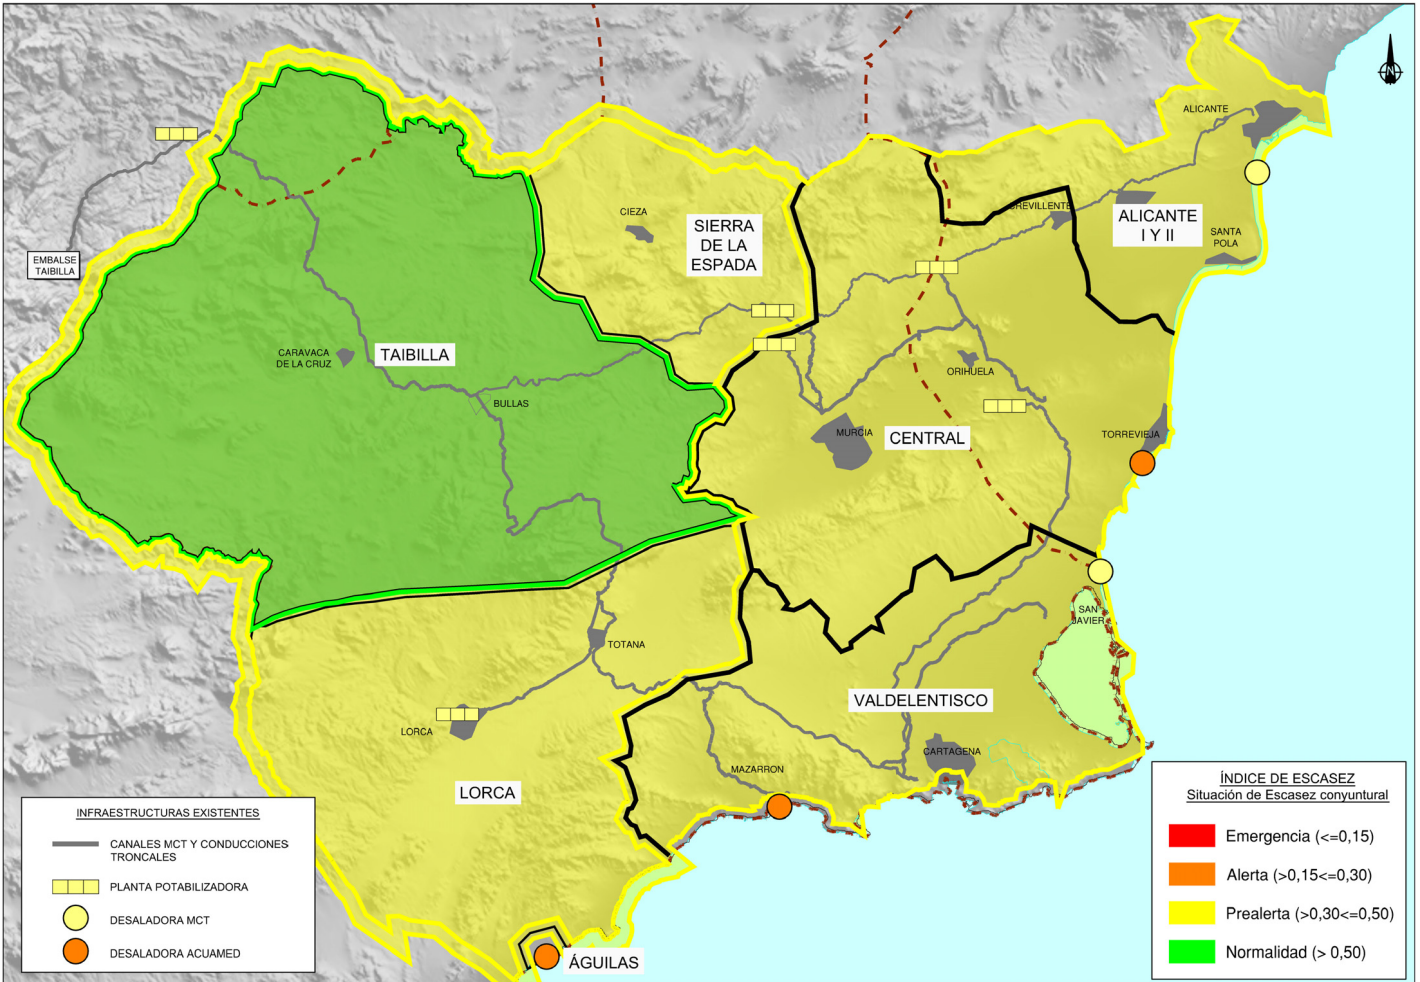 ALICANTE
CIEZA
SIERRA
DE LA
ESPADA
CREVILLENTE
ALICANTE
I Y II
SANTA
POLA
EMBALSE
TAIBILLA
CARAVACA
DE LA CRUZ
TAIBILLA
BULLAS
ORIHUELA
MURCIA
CENTRAL
TORREVIEJA
SAN
JAVIER
TOTANA
VALDELENTISCO
LORCA
CARTAGENA
MAZARRON
LORCA
ÁGUILAS
N
INFRAESTRUCTURAS EXISTENTES
CANALES MCT Y CONDUCCIONES
TRONCALES
PLANTA POTABILIZADORA
DESALADORA MCT
DESALADORA ACUAMED
ÍNDICE DE ESCASEZ
Situación de Escasez conyuntural
Emergencia (<=0,15)
Alerta (>0,15<=0,30)
Prealerta (>0,30<=0,50)
Normalidad (> 0,50)